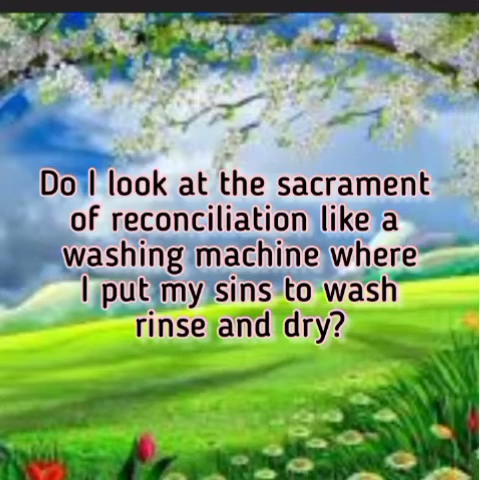 Do I look at the sacrament
of reconciliation like a
washing machine where
I put my sins to wash
rinse and dry?